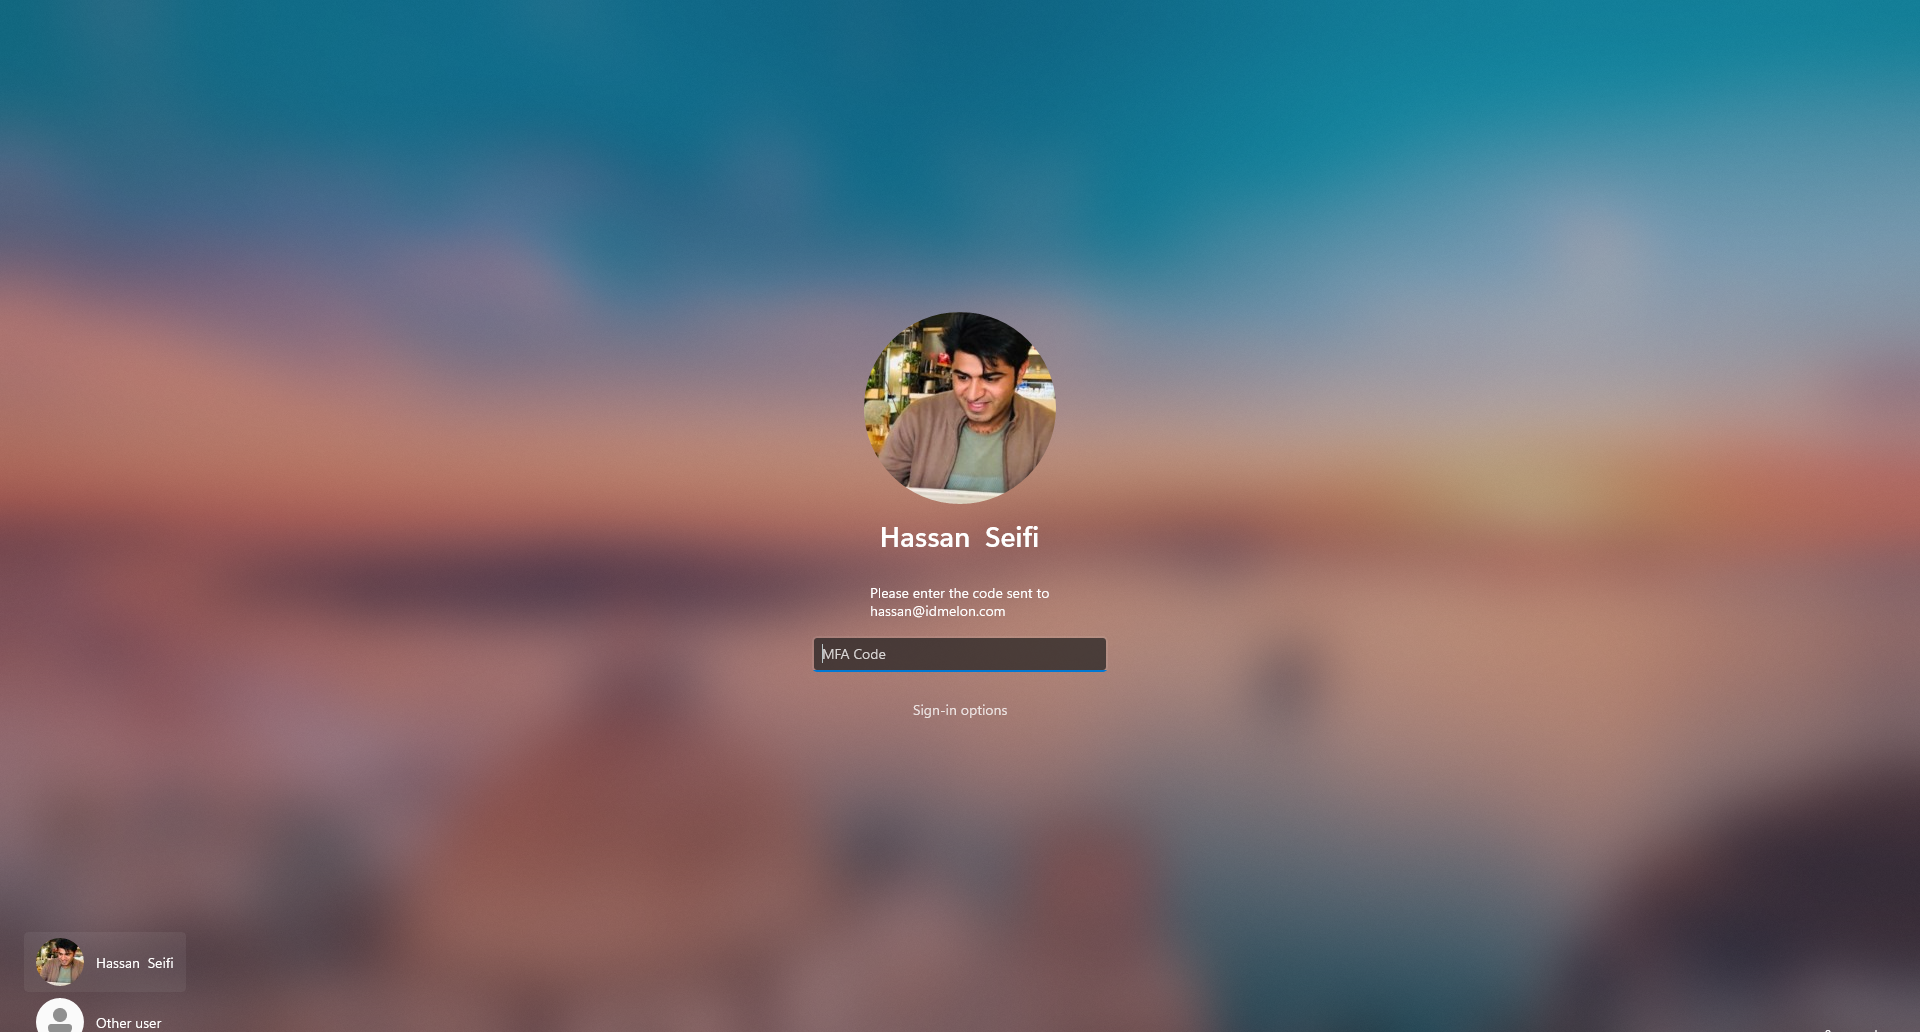 Hassan  Seifi
Please enter the code sent to
hassan@idmelon.com
MFA Code
Sign-in options
Hassan  Seifi
Other user